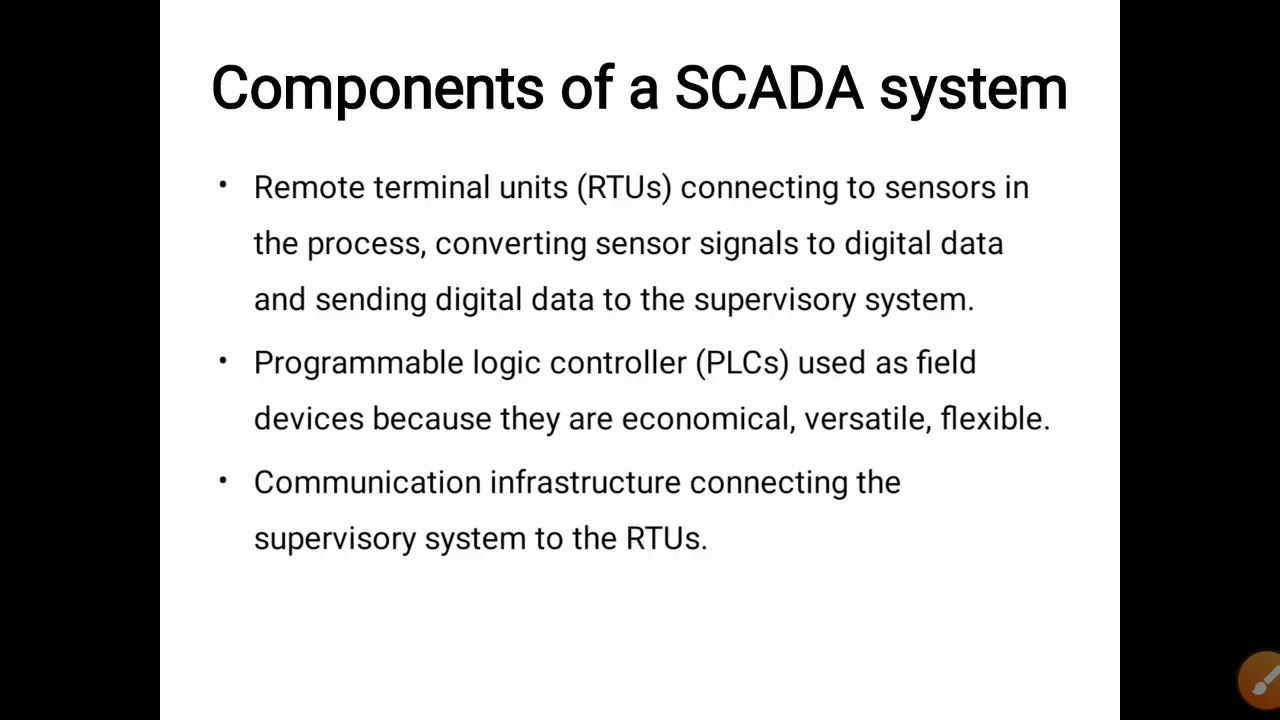 Components of a SCADA system
• Remote terminal units (RTUs) connecting to sensors in
the process, converting sensor signals to digital data
and sending digital data to the supervisory system.
• Programmable logic controller (PLCs) used as field
devices because they are economical, versatile, flexible.
• Communication infrastructure connecting the
supervisory system to the RTUs.